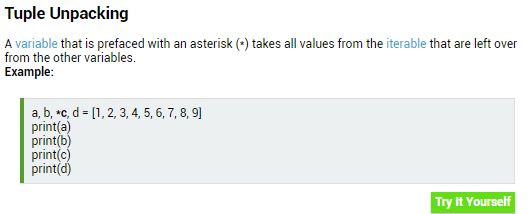 Tuple Unpacking
A variable that is prefaced with an asterisk (*) takes all values from the iterable that are left over
from the other variables.
Example:
a, b, *c, d = [1, 2, 3, 4, 5, 6, 7, 8, 9]
print(a)
print(b)
print(c)
print(d)
Try It Yourself